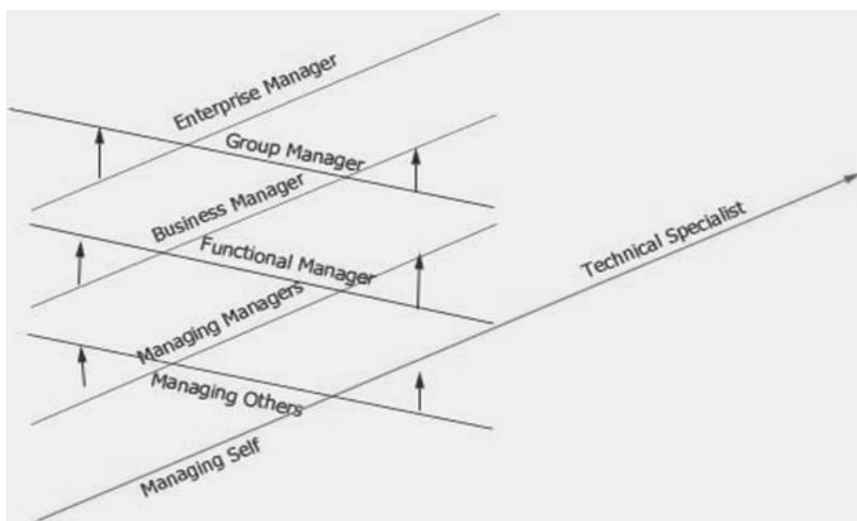 Enterprise Manager
Group Manager
Business Manager
Functional Manager
Technical Specialist
Managing Managers
Managing Others
Managing Self